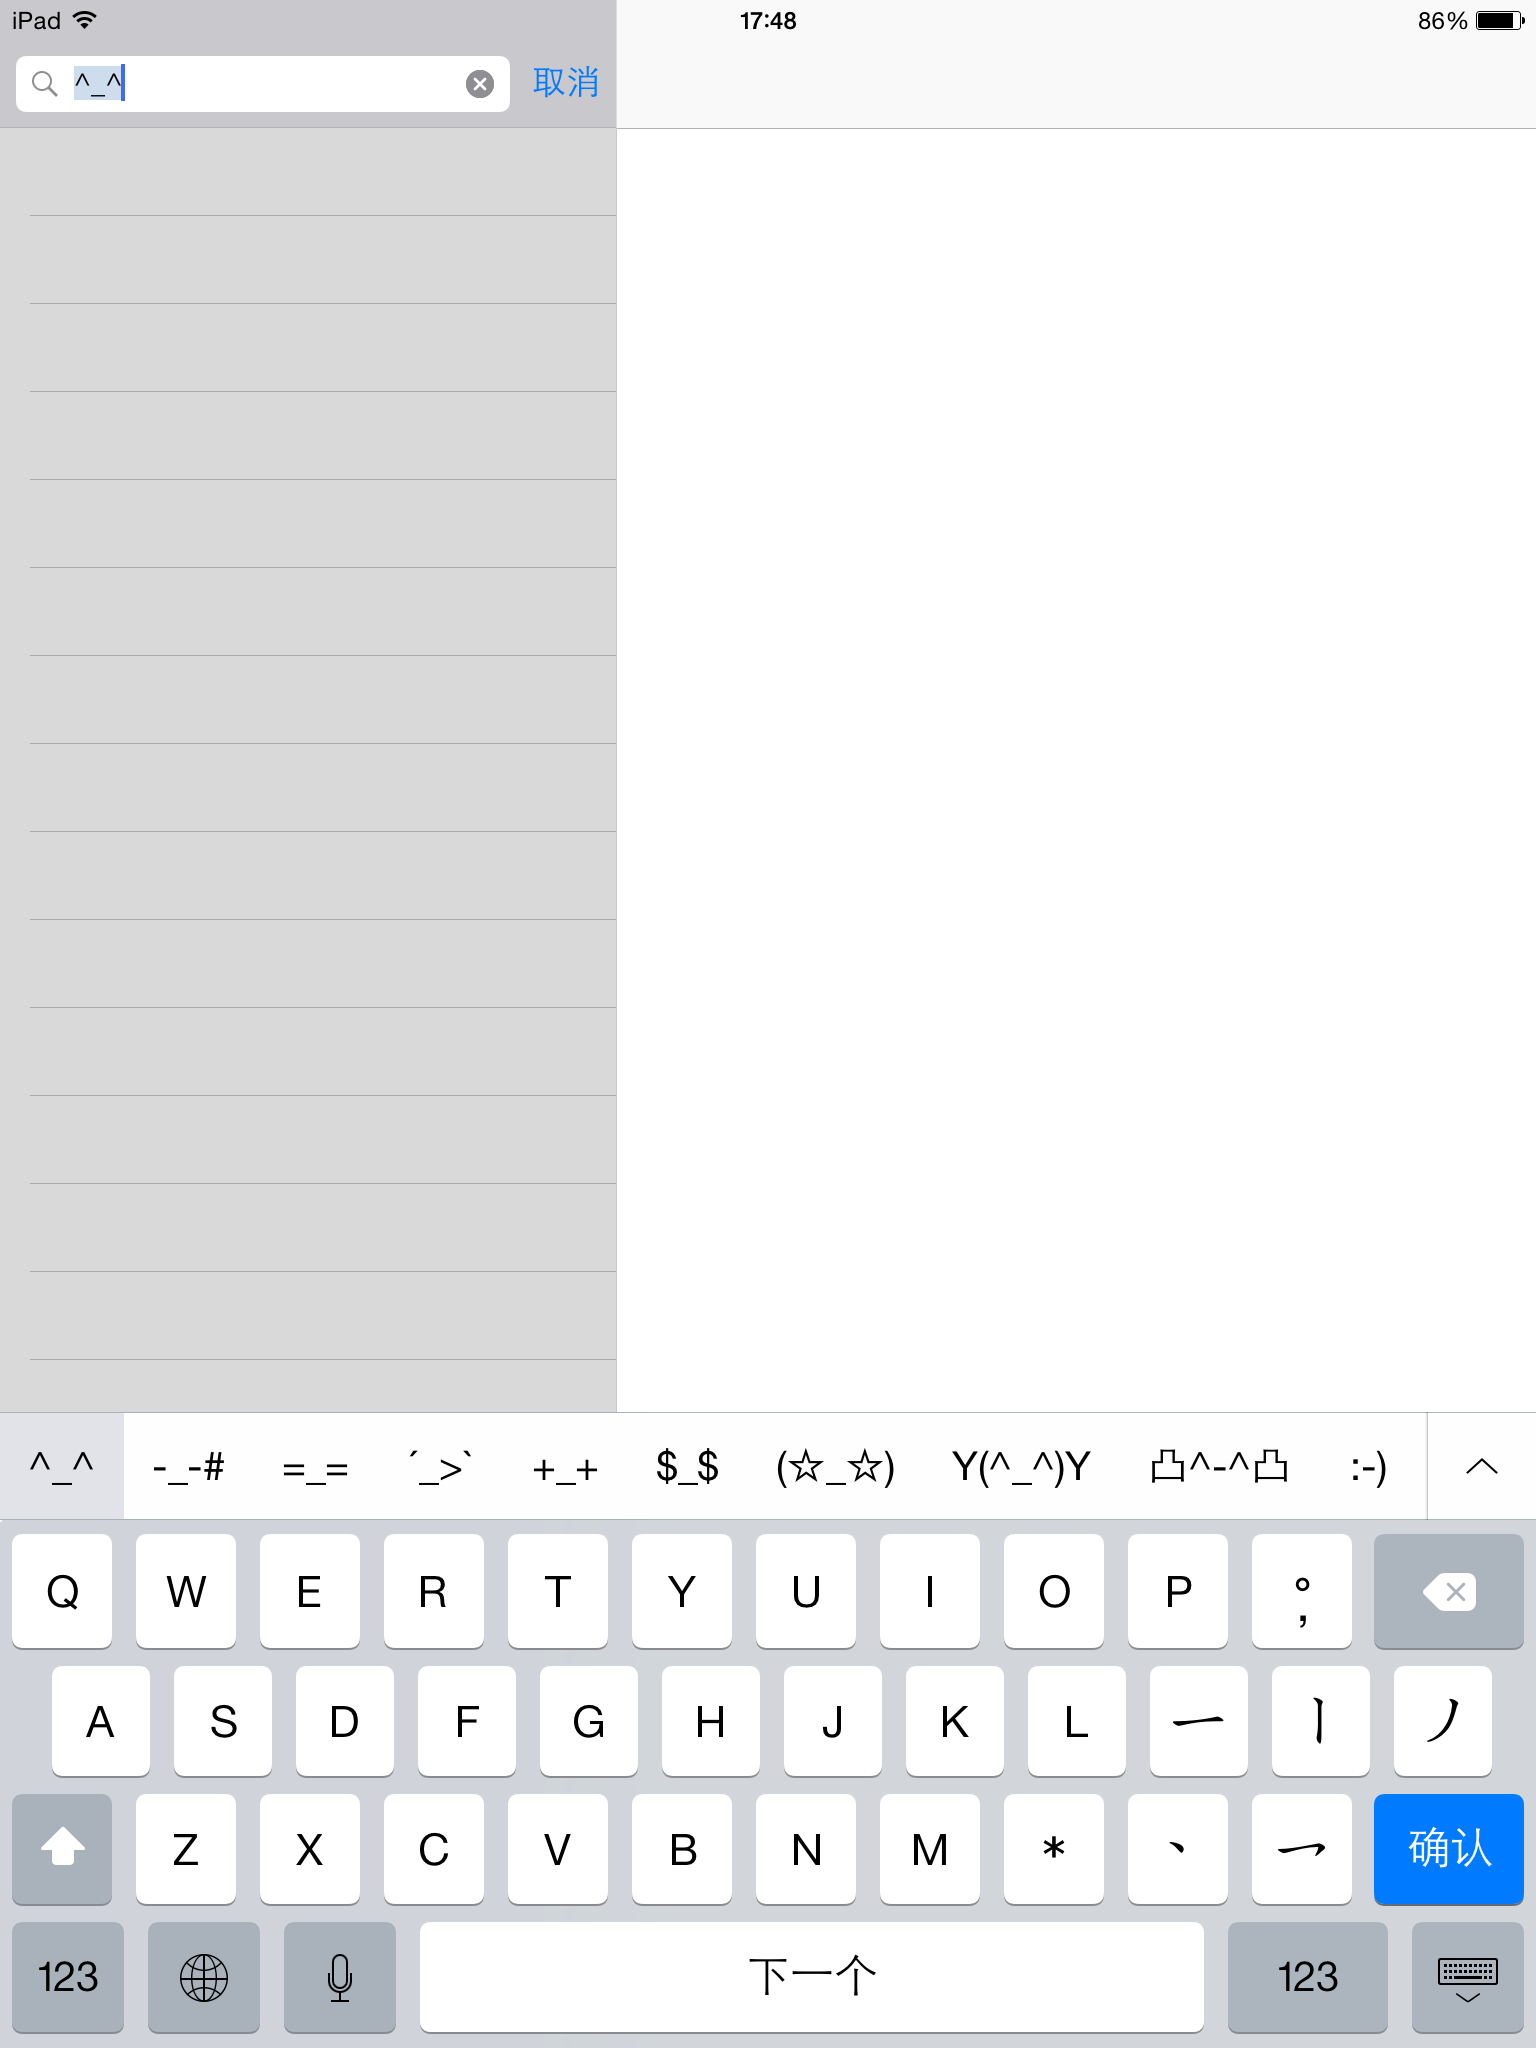 iPad 17:48 86%
^_^ 取消
^_^ -_-# =_= ´_>` +_+ $_$ (☆_☆) Y(^_^)Y 凸^-^凸 :-)
Q W E R T Y U I O P ° ,
A S D F G H J K L 一 丨 丿
Z X C V B N M * 丶 乛 确认
123 下一个 123